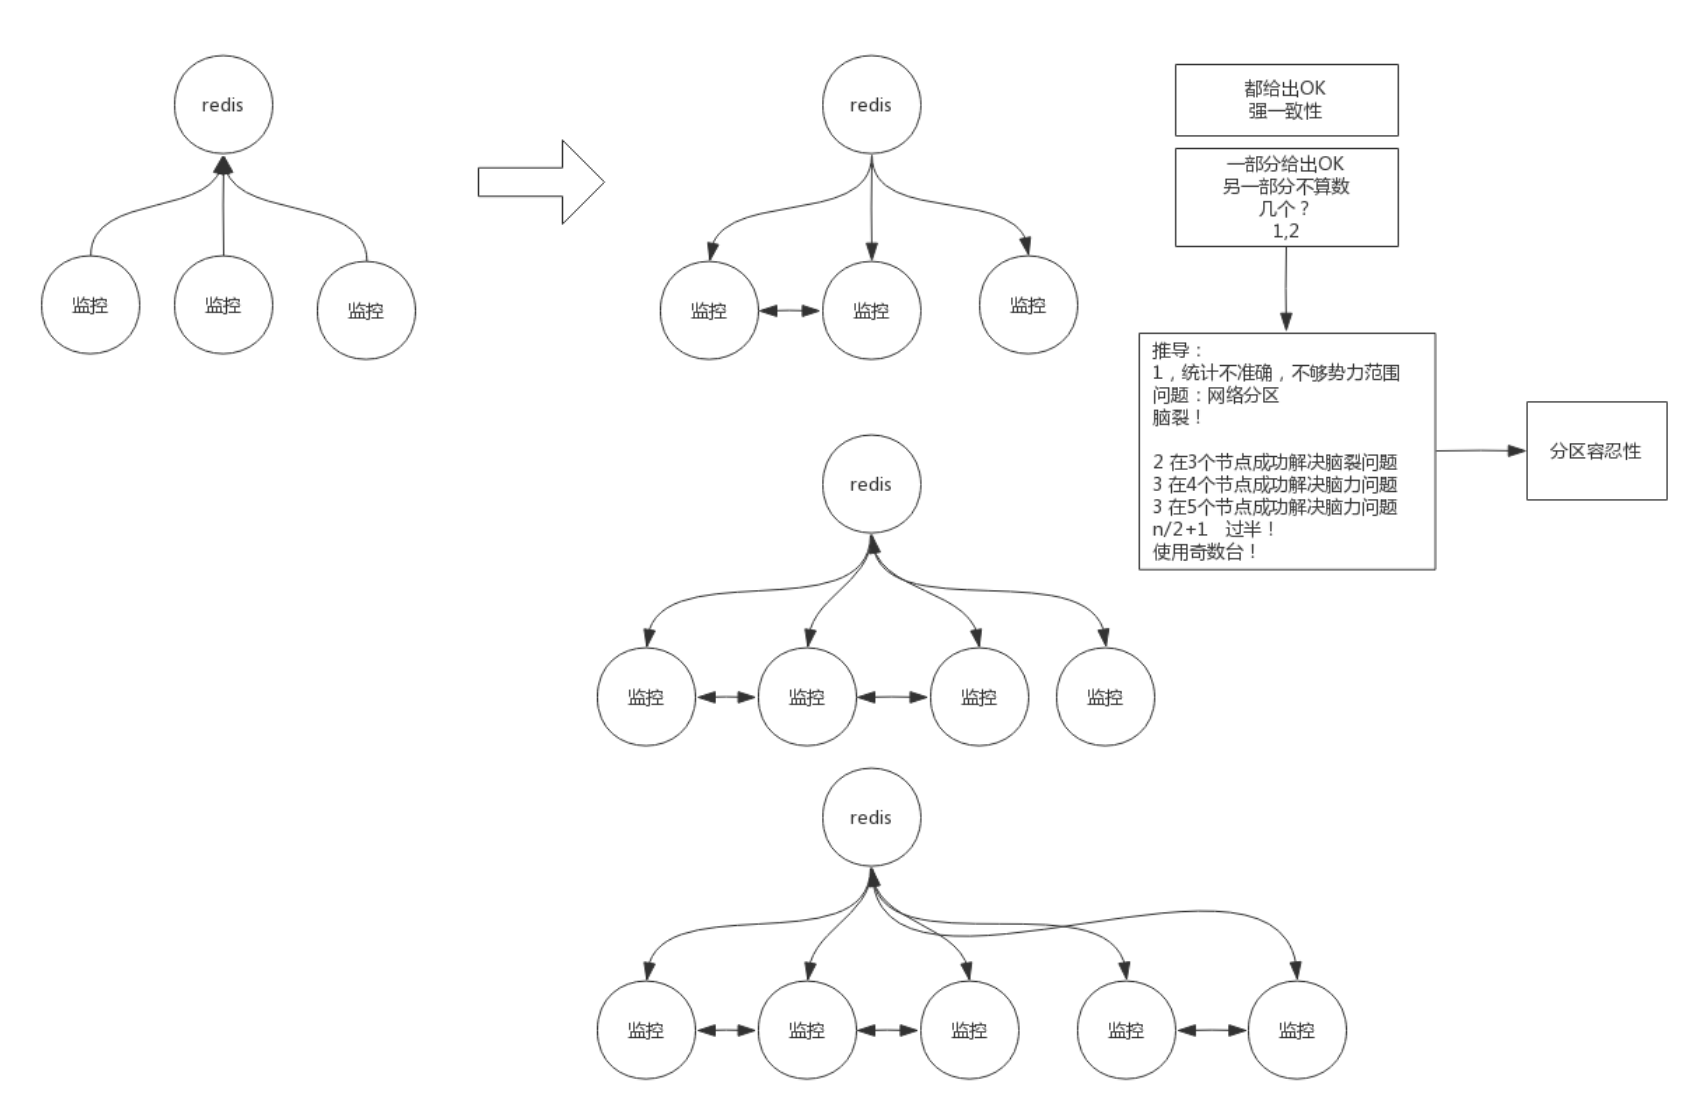 redis
监控
监控
监控
redis
监控
监控
监控
都给出OK
强一致性
一部分给出OK
另一部分不算数
几个？
1,2
推导：
1，统计不准确，不够势力范围
问题：网络分区
脑裂！
2 在3个节点成功解决脑裂问题
3 在4个节点成功解决脑力问题
3 在5个节点成功解决脑力问题
n/2+1 过半！
使用奇数台！
分区容忍性
redis
监控
监控
监控
监控
redis
监控
监控
监控
监控
监控